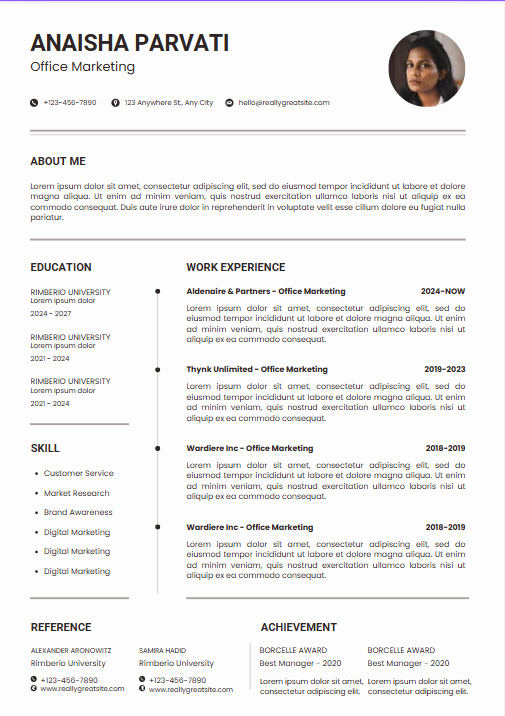 ANAISHA PARVATI
Office Marketing
+123-456-7890 123 Anywhere St., Any City hello@reallygreatsite.com
ABOUT ME
Lorem ipsum dolor sit amet, consectetur adipiscing elit, sed do eiusmod tempor incididunt ut labore et dolore
magna aliqua. Ut enim ad minim veniam, quis nostrud exercitation ullamco laboris nisi ut aliquip ex ea
commodo consequat. Duis aute irure dolor in reprehenderit in voluptate velit esse cillum dolore eu fugiat nulla
pariatur.
EDUCATION
RIMBERIO UNIVERSITY
Lorem ipsum dolor
2024 - 2027
RIMBERIO UNIVERSITY
Lorem ipsum dolor
2021 - 2024
RIMBERIO UNIVERSITY
Lorem ipsum dolor
2021 - 2024
SKILL
• Customer Service
• Market Research
• Brand Awareness
• Digital Marketing
• Digital Marketing
• Digital Marketing
WORK EXPERIENCE
Aldenaire & Partners - Office Marketing 2024-NOW
Lorem ipsum dolor sit amet, consectetur adipiscing elit, sed do
eiusmod tempor incididunt ut labore et dolore magna aliqua. Ut enim
ad minim veniam, quis nostrud exercitation ullamco laboris nisi ut
aliquip ex ea commodo consequat.
Thynk Unlimited - Office Marketing 2019-2023
Lorem ipsum dolor sit amet, consectetur adipiscing elit, sed do
eiusmod tempor incididunt ut labore et dolore magna aliqua. Ut enim
ad minim veniam, quis nostrud exercitation ullamco laboris nisi ut
aliquip ex ea commodo consequat.
Wardiere Inc - Office Marketing 2018-2019
Lorem ipsum dolor sit amet, consectetur adipiscing elit, sed do
eiusmod tempor incididunt ut labore et dolore magna aliqua. Ut enim
ad minim veniam, quis nostrud exercitation ullamco laboris nisi ut
aliquip ex ea commodo consequat.
Wardiere Inc - Office Marketing 2018-2019
Lorem ipsum dolor sit amet, consectetur adipiscing elit, sed do
eiusmod tempor incididunt ut labore et dolore magna aliqua. Ut enim
ad minim veniam, quis nostrud exercitation ullamco laboris nisi ut
aliquip ex ea commodo consequat.
REFERENCE
ALEXANDER ARONOWITZ
Rimberio University
+123-456-7890
www.reallygreatsite.com
SAMIRA HADID
Rimberio University
+123-456-7890
www.reallygreatsite.com
ACHIEVEMENT
BORCELLE AWARD
Best Manager - 2020
Lorem ipsum dolor sit amet,
consectetur adipiscing elit.
BORCELLE AWARD
Best Manager - 2020
Lorem ipsum dolor sit amet,
consectetur adipiscing elit.